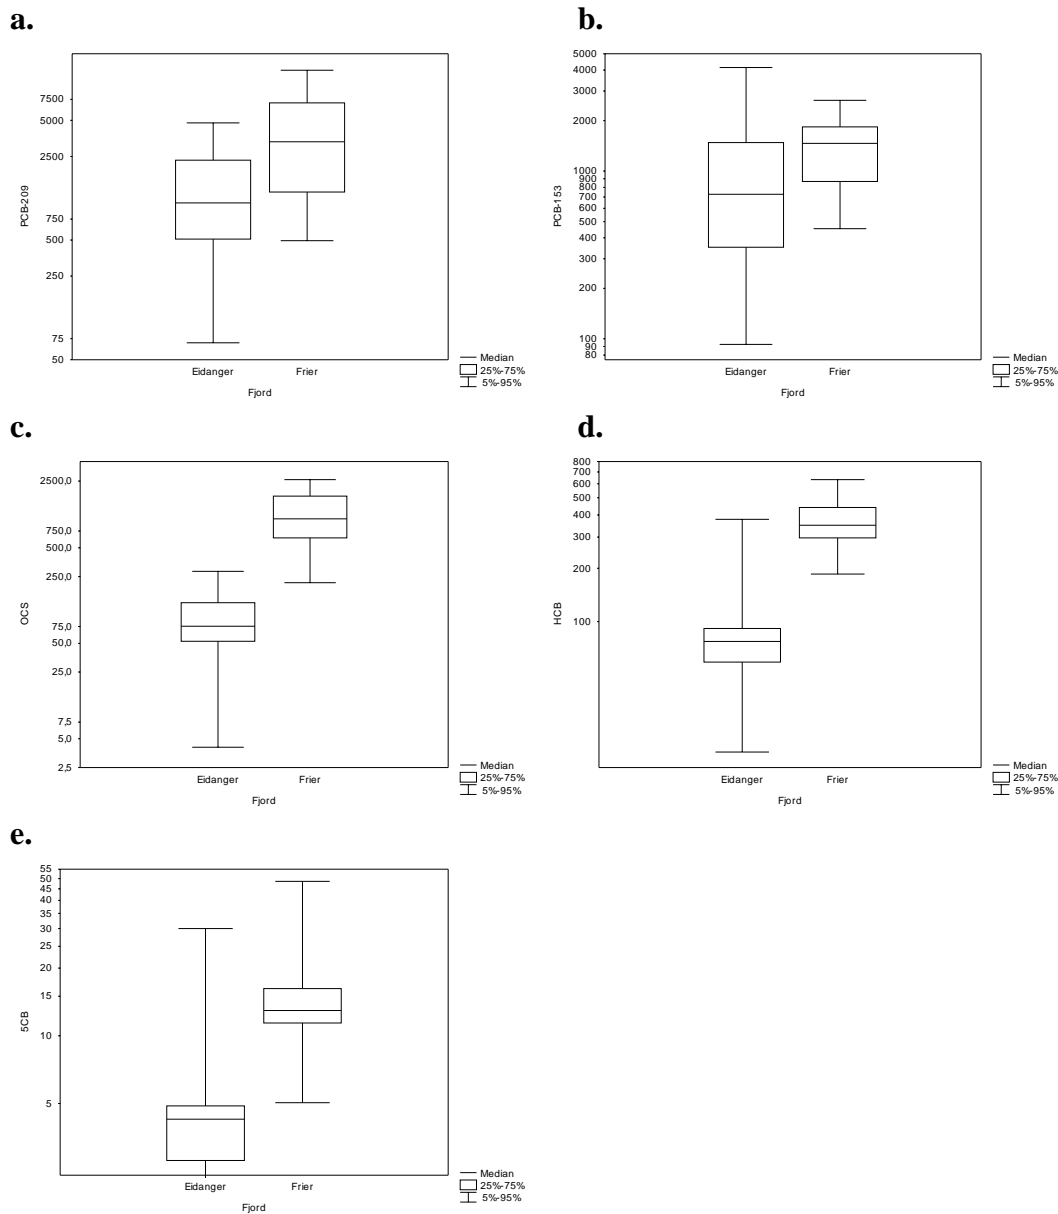 a.
PCB-209
7500
5000
2500
750
500
250
75
50
Eidanger Frier
Fjord
Median
25%-75%
5%-95%
b.
PCB-153
5000
4000
3000
2000
1000
900
800
700
600
500
400
300
200
100
90
80
Eidanger Frier
Fjord
Median
25%-75%
5%-95%
c.
OCS
2500,0
750,0
500,0
250,0
75,0
50,0
25,0
7,5
5,0
2,5
Eidanger Frier
Fjord
Median
25%-75%
5%-95%
d.
HCB
800
700
600
500
400
300
200
100
Eidanger Frier
Fjord
Median
25%-75%
5%-95%
e.
5CB
55
50
45
40
35
30
25
20
15
10
5
Eidanger Frier
Fjord
Median
25%-75%
5%-95%